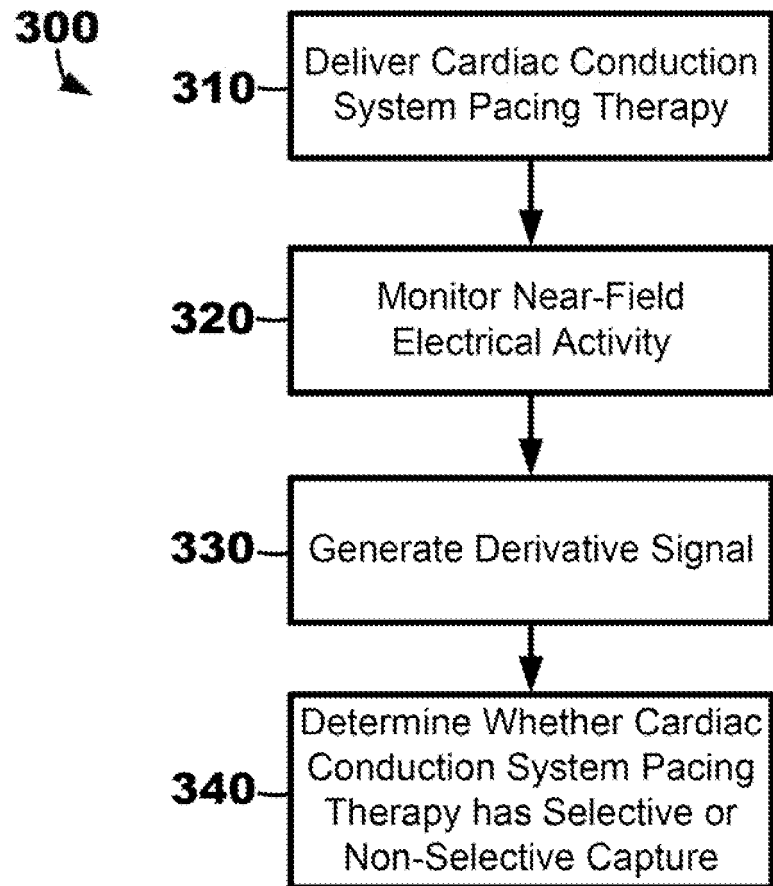 300
310
Deliver Cardiac Conduction
System Pacing Therapy
320
Monitor Near-Field
Electrical Activity
330
Generate Derivative Signal
340
Determine Whether Cardiac
Conduction System Pacing
Therapy has Selective or
Non-Selective Capture